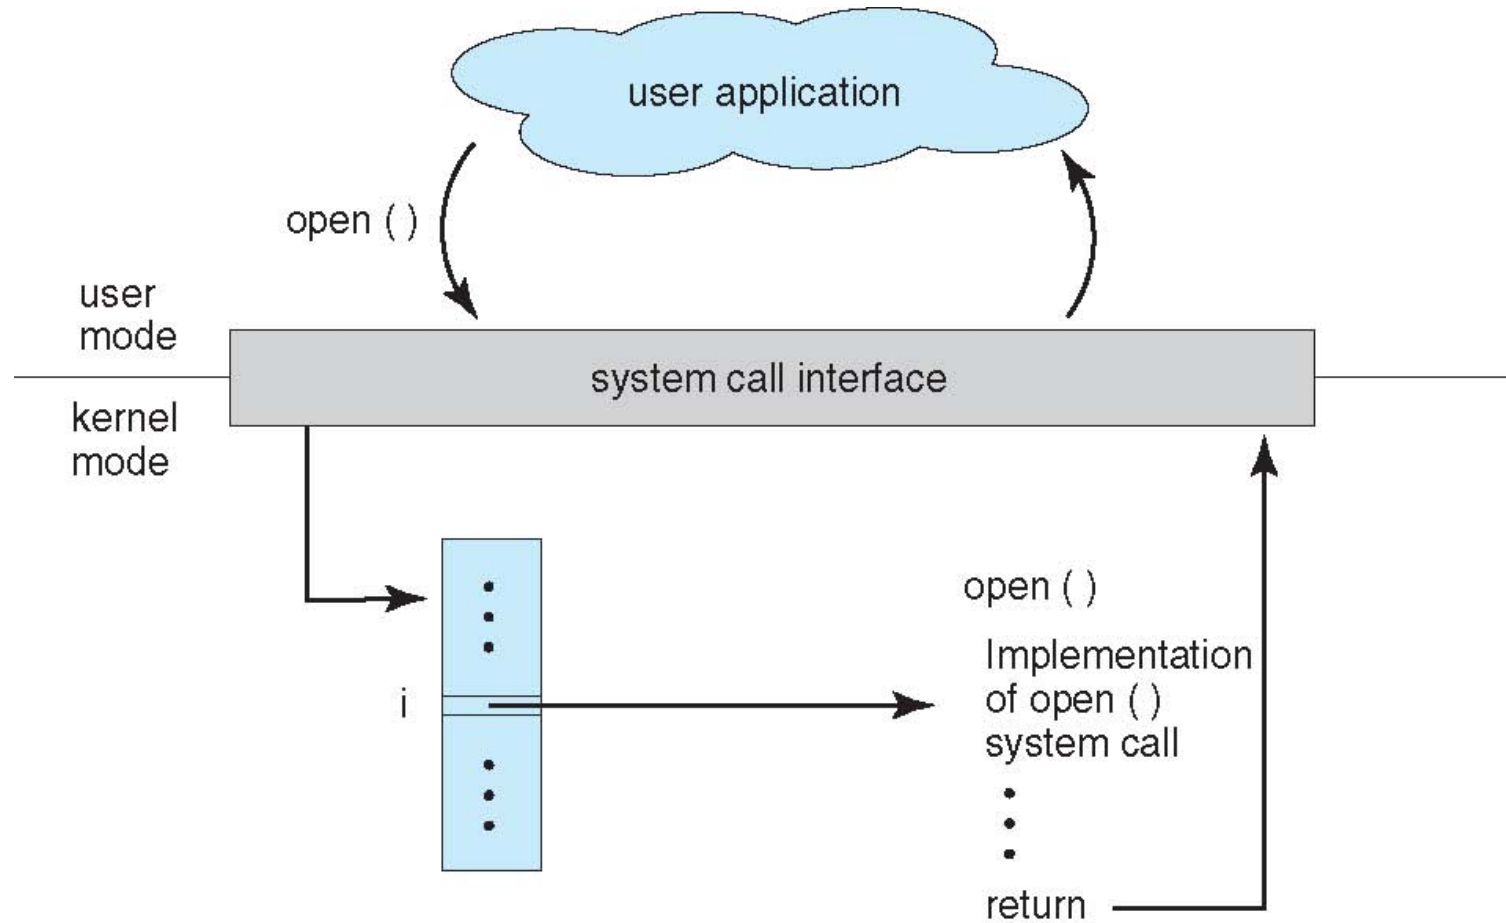 user application
open ( )
user
mode
system call interface
kernel
mode
open ( )
Implementation
of open ( )
system call
i
return